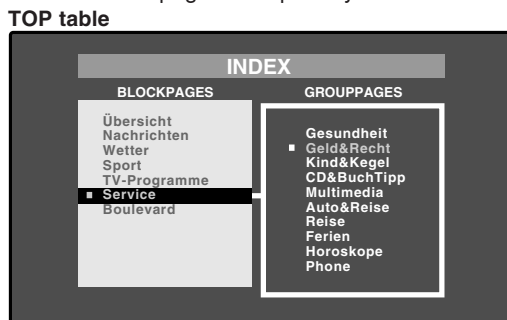 TOP table
INDEX
BLOCKPAGES
Übersicht
Nachrichten
Wetter
Sport
TV-Programme
Service
Boulevard
GROUPPAGES
Gesundheit
Geld&Recht
Kind&Kegel
CD&BuchTipp
Multimedia
Auto&Reise
Reise
Ferien
Horoskope
Phone